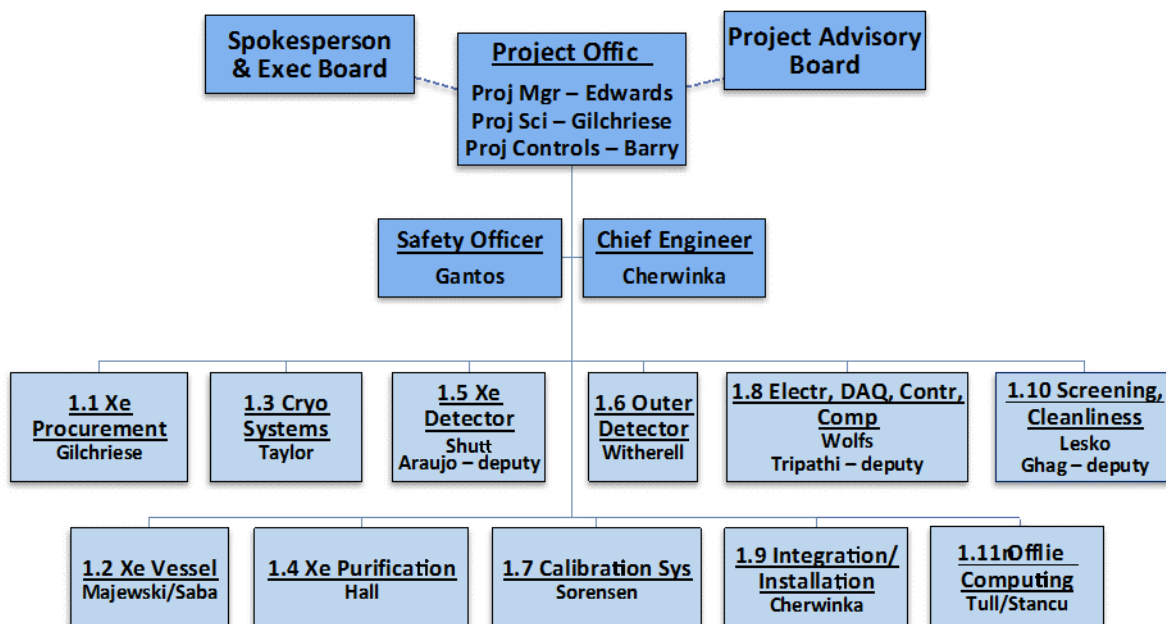 Spokesperson
& Exec Board
Project Offic
Proj Mgr – Edwards
Proj Sci – Gilchriese
Proj Controls – Barry
Project Advisory
Board
Safety Officer
Gantos
Chief Engineer
Cherwinka
1.1 Xe
Procurement
Gilchriese
1.3 Cryo
Systems
Taylor
1.5 Xe
Detector
Shutt
Araujo – deputy
1.6 Outer
Detector
Witherell
1.8 Electr, DAQ, Contr,
Comp
Wolfs
Tripathi – deputy
1.10 Screening,
Cleanliness
Lesko
Ghag – deputy
1.2 Xe Vessel
Majewski/Saba
1.4 Xe Purification
Hall
1.7 Calibration Sys
Sorensen
1.9 Integration/
Installation
Cherwinka
1.11n Offlie
Computing
Tull/Stancu